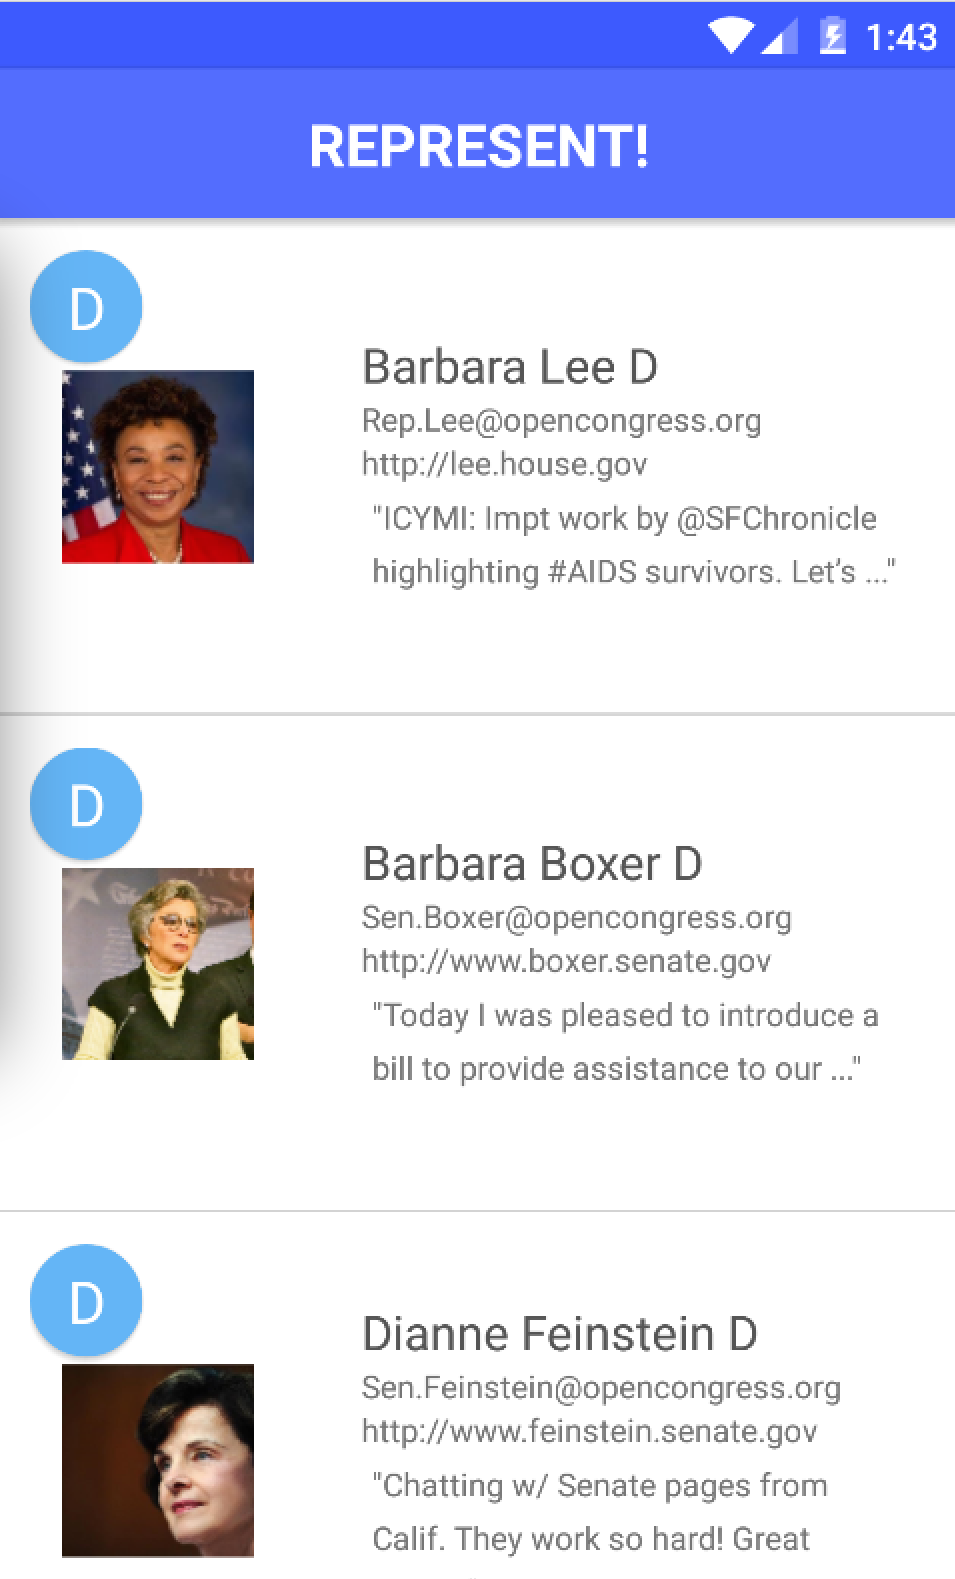 1:43
REPRESENT!
D
Barbara Lee D
Rep.Lee@opencongress.org
http://lee.house.gov
"ICYMI: Impt work by @SFChronicle
highlighting #AIDS survivors. Let’s ..."
D
Barbara Boxer D
Sen.Boxer@opencongress.org
http://www.boxer.senate.gov
"Today I was pleased to introduce a
bill to provide assistance to our ..."
D
Dianne Feinstein D
Sen.Feinstein@opencongress.org
http://www.feinstein.senate.gov
"Chatting w/ Senate pages from
Calif. They work so hard! Great